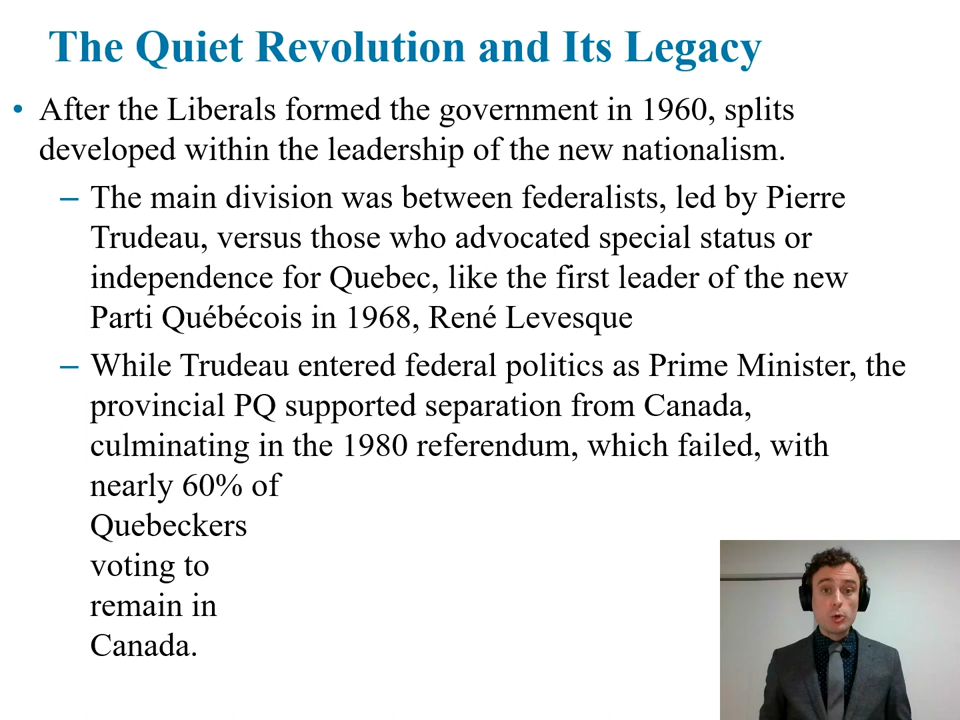 The Quiet Revolution and Its Legacy
• After the Liberals formed the government in 1960, splits
developed within the leadership of the new nationalism.
– The main division was between federalists, led by Pierre
Trudeau, versus those who advocated special status or
independence for Quebec, like the first leader of the new
Parti Québécois in 1968, René Levesque
– While Trudeau entered federal politics as Prime Minister, the
provincial PQ supported separation from Canada,
culminating in the 1980 referendum, which failed, with
nearly 60% of
Quebeckers
voting to
remain in
Canada.